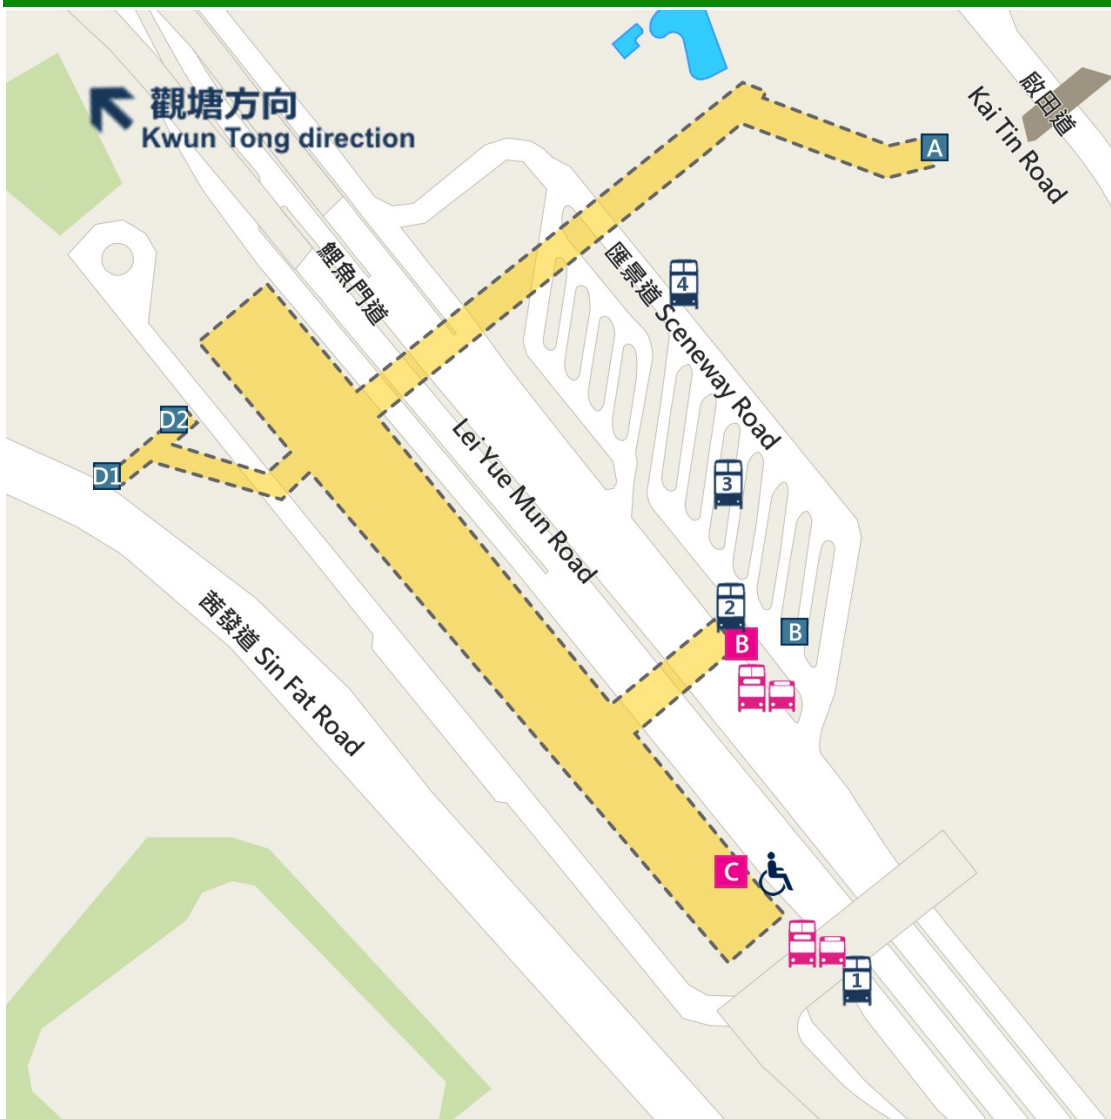 觀塘方向
Kwun Tong direction
啟田道
Kai Tin Road
A
鯉魚門道
Lei Yue Mun Road
匯景道 Sceneway Road
4
D2
D1
3
2
B
B
茜發道 Sin Fat Road
C
1